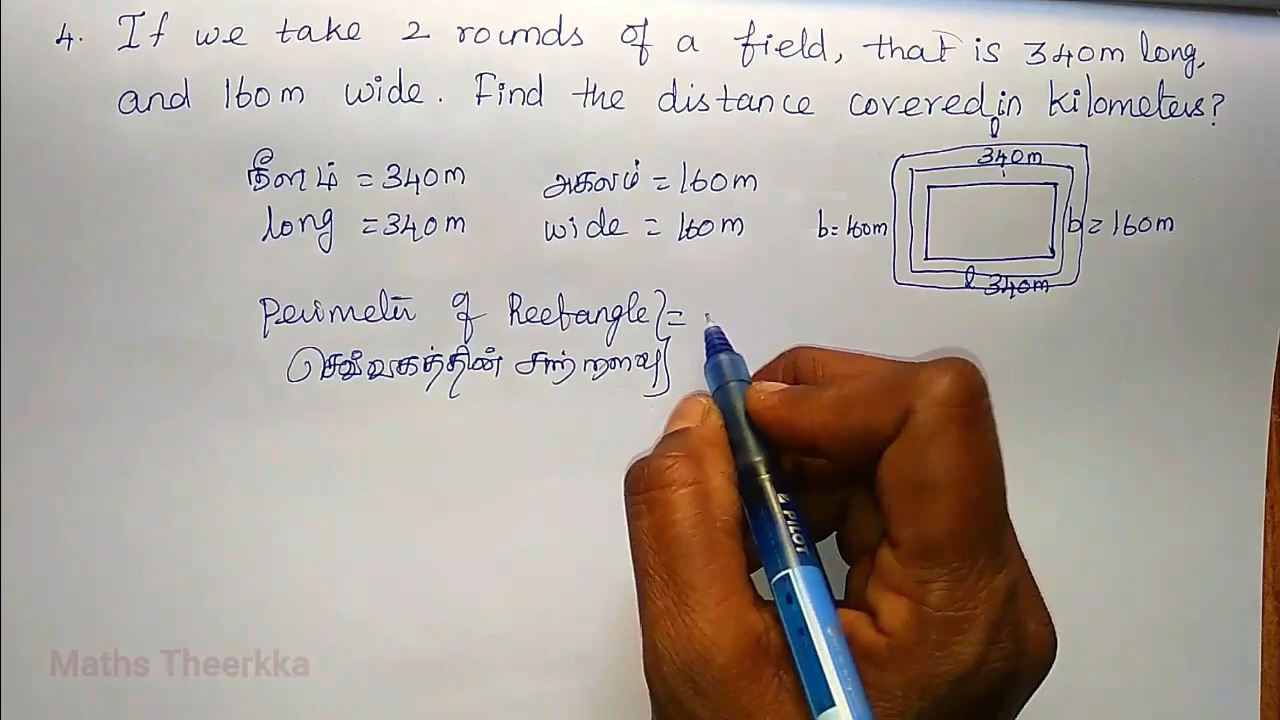 4. If we take 2 rounds of a field, that is 340m long,
and 160m wide. Find the distance covered in kilometers?
நீளம் = 340m அகலம் = 160m
long = 340m wide = 160m
l
340m
b = 160m
b = 160m
l 340m
Perimeter of Rectangle } =
செவ்வகத்தின் சுற்றளவு
PILOT
Maths Theerkka